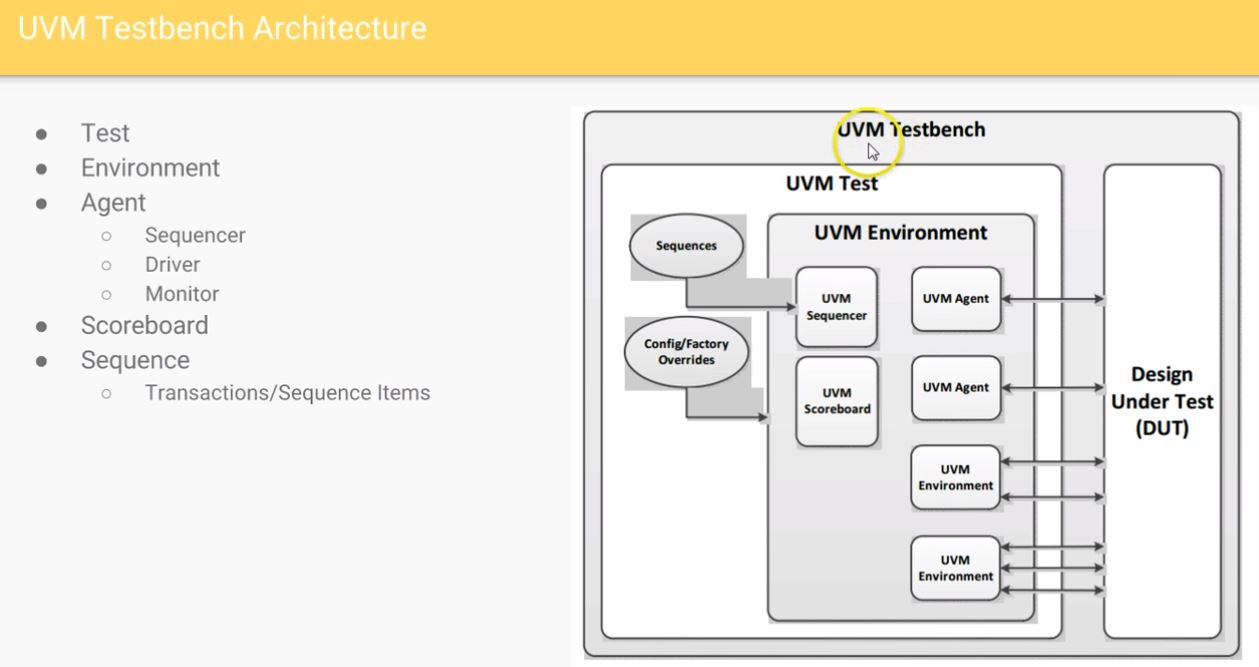 UVM Testbench Architecture
Test
Environment
Agent
Sequencer
Driver
Monitor
Scoreboard
Sequence
Transactions/Sequence Items
UVM Testbench
UVM Test
Sequences
Config/Factory
Overrides
UVM Environment
UVM
Sequencer
UVM
Scoreboard
UVM Agent
UVM Agent
UVM
Environment
UVM
Environment
Design
Under Test
(DUT)